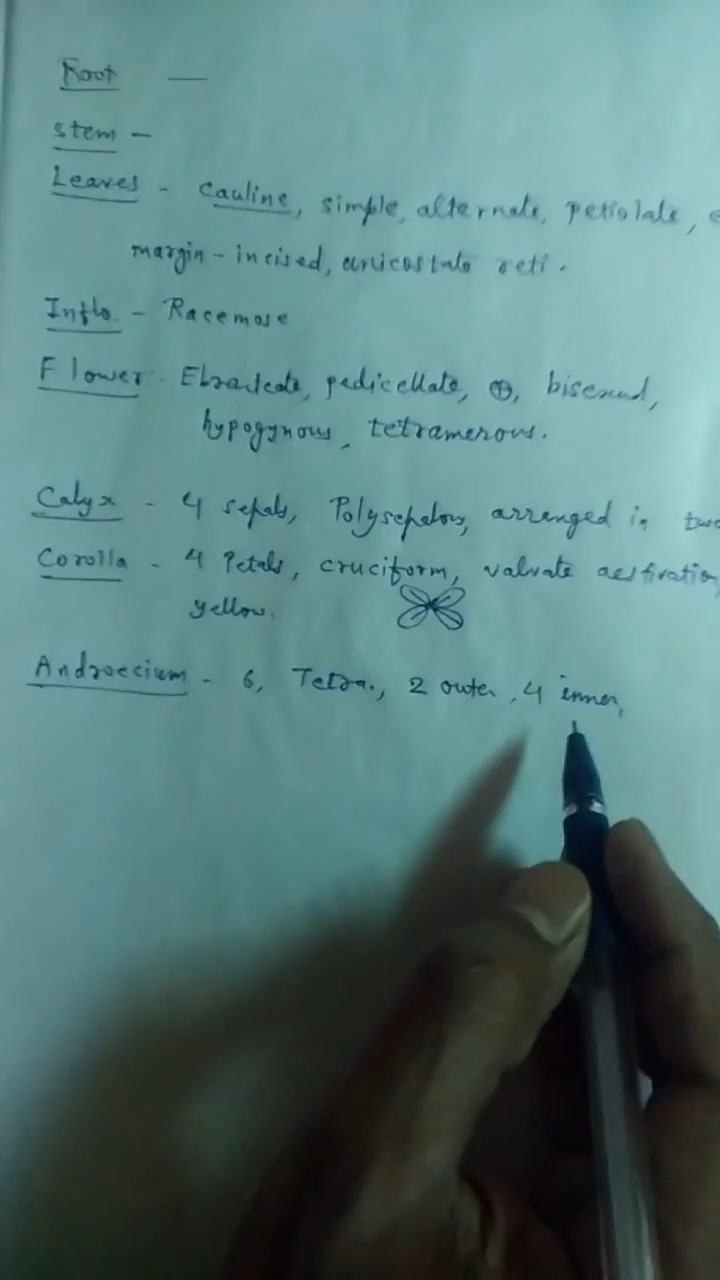 Root —
Stem —
Leaves - Cauline, simple, alternate, petiolate, e
margin - incised, unicostate reti.
Inflo. - Racemose
Flower - Ebracteate, pedicellate, ⊕, bisexual,
hypogynous, tetramerous.
Calyx - 4 sepals, Polysepalous, arranged in two
Corolla - 4 Petals, cruciform, valvate aestivation,
yellow.
Androecium - 6, Tetra., 2 outer, 4 inner,